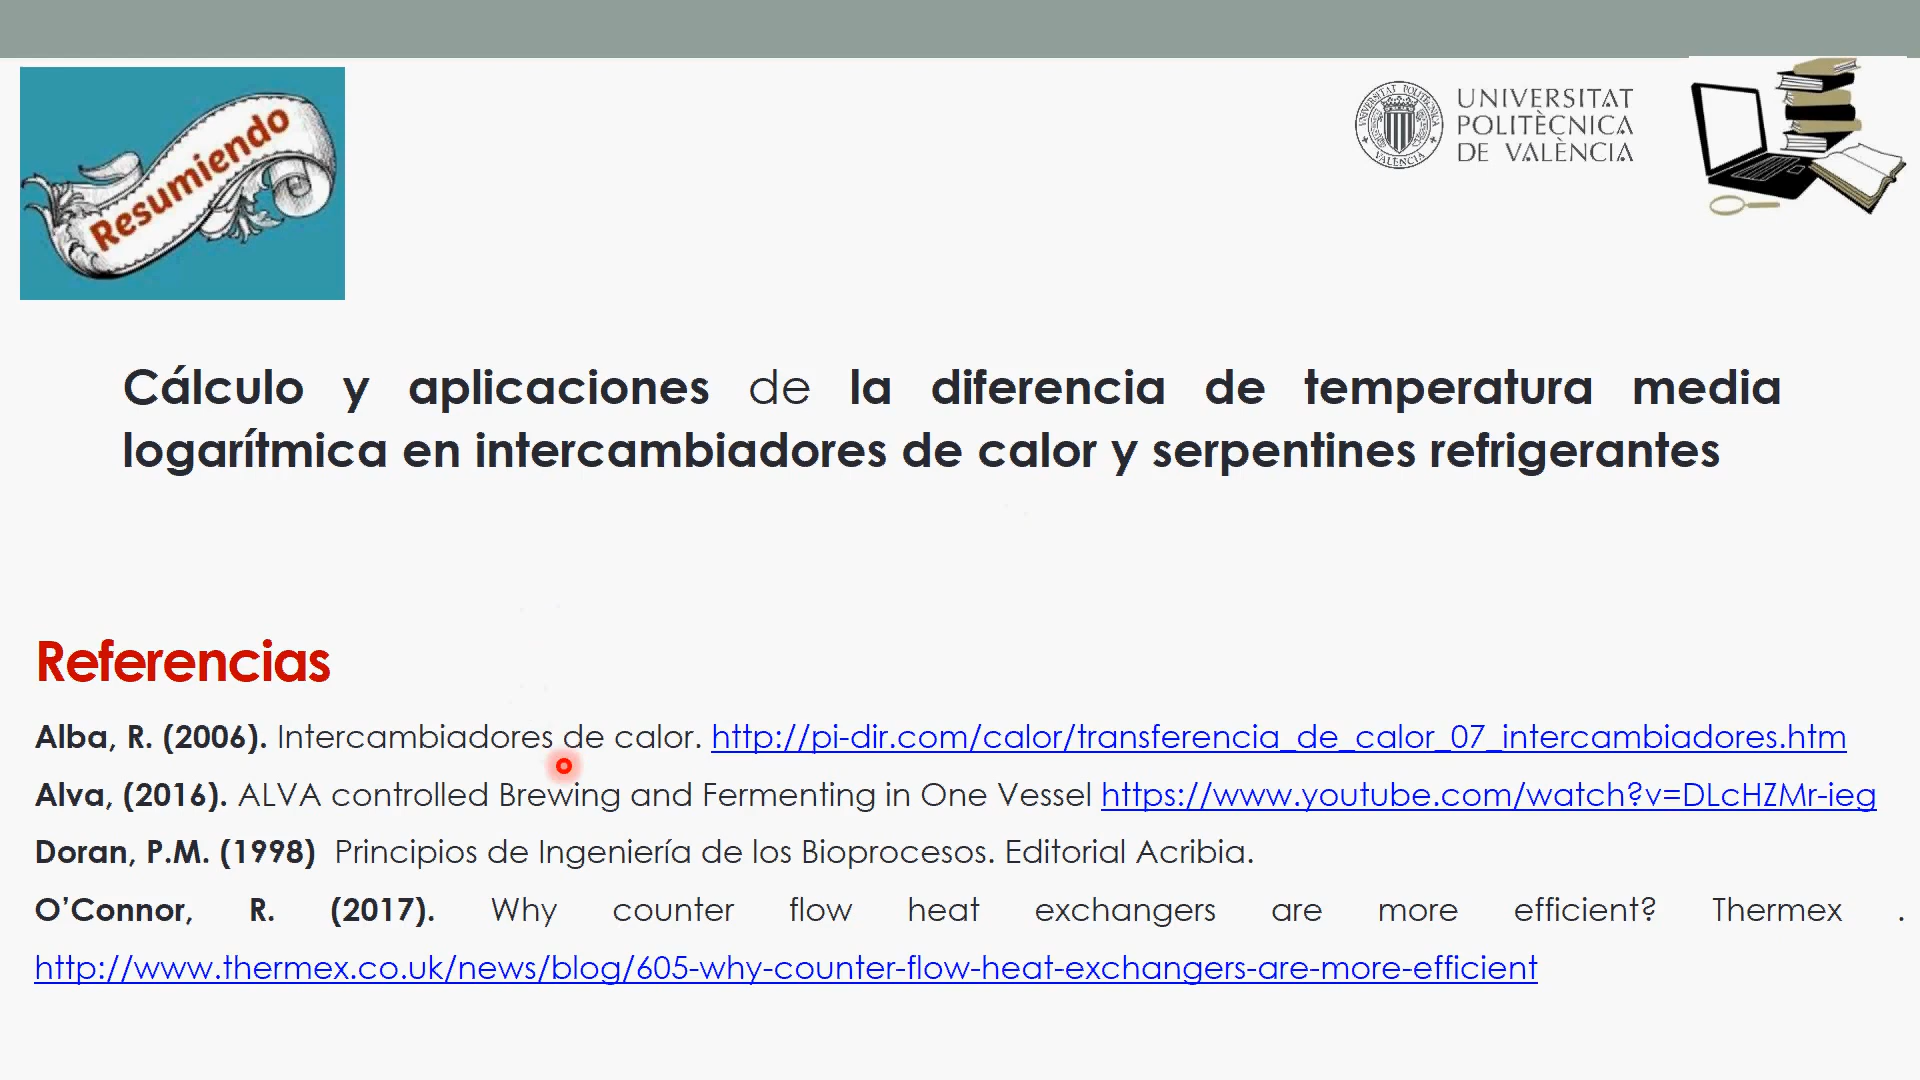 Resumiendo
UNIVERSITAT
POLITÈCNICA
DE VALÈNCIA
Cálculo y aplicaciones de la diferencia de temperatura media
logarítmica en intercambiadores de calor y serpentines refrigerantes
Referencias
Alba, R. (2006). Intercambiadores de calor. http://pi-dir.com/calor/transferencia_de_calor_07_intercambiadores.htm
Alva, (2016). ALVA controlled Brewing and Fermenting in One Vessel https://www.youtube.com/watch?v=DLcHZMr-ieg
Doran, P.M. (1998) Principios de Ingeniería de los Bioprocesos. Editorial Acribia.
O’Connor, R. (2017). Why counter flow heat exchangers are more efficient? Thermex .
http://www.thermex.co.uk/news/blog/605-why-counter-flow-heat-exchangers-are-more-efficient